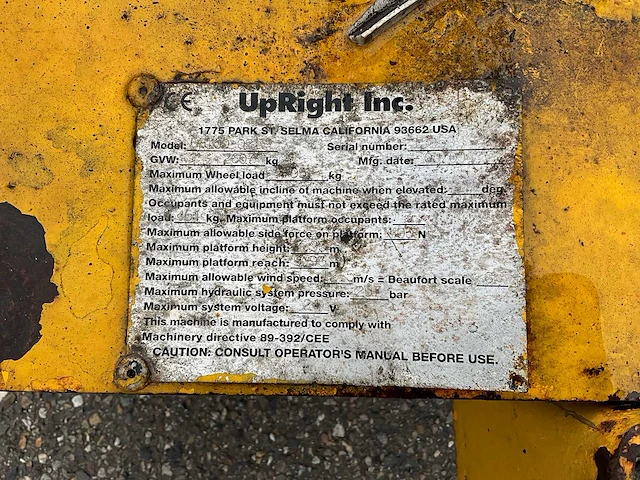 CE UpRight Inc.
1775 PARK ST. SELMA CALIFORNIA 93662 USA
Model: Serial number:
GVW: kg Mfg. date:
Maximum Wheel load kg
Maximum allowable incline of machine when elevated: deg.
Occupants and equipment must not exceed the rated maximum
load: kg. Maximum platform occupants:
Maximum allowable side force on platform: N
Maximum platform height: m
Maximum platform reach: m
Maximum allowable wind speed: m/s = Beaufort scale
Maximum hydraulic system pressure: bar
Maximum system voltage: V
This machine is manufactured to comply with
Machinery directive 89-392/CEE
CAUTION: CONSULT OPERATOR'S MANUAL BEFORE USE.